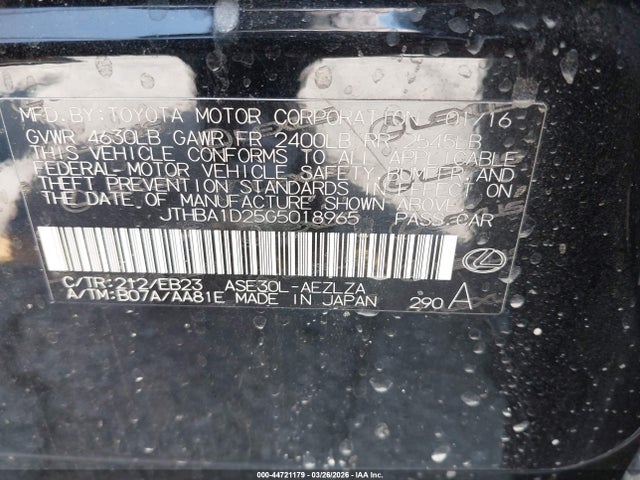 MFD. BY: TOYOTA MOTOR CORPORATION 01/16
GVWR 4630LB GAWR FR 2400LB RR 2645LB
THIS VEHICLE CONFORMS TO ALL APPLICABLE
FEDERAL MOTOR VEHICLE SAFETY, BUMPER AND
THEFT PREVENTION STANDARDS IN EFFECT ON
THE DATE OF MANUFACTURE SHOWN ABOVE.
JTHBA1D25G5018965 PASS.CAR
C/TR:212/EB23 ASE30L-AEZLZA
A/TM:B07A/AA81E MADE IN JAPAN 290 A
000-44721179 | 03/26/2026 | IAA Inc.